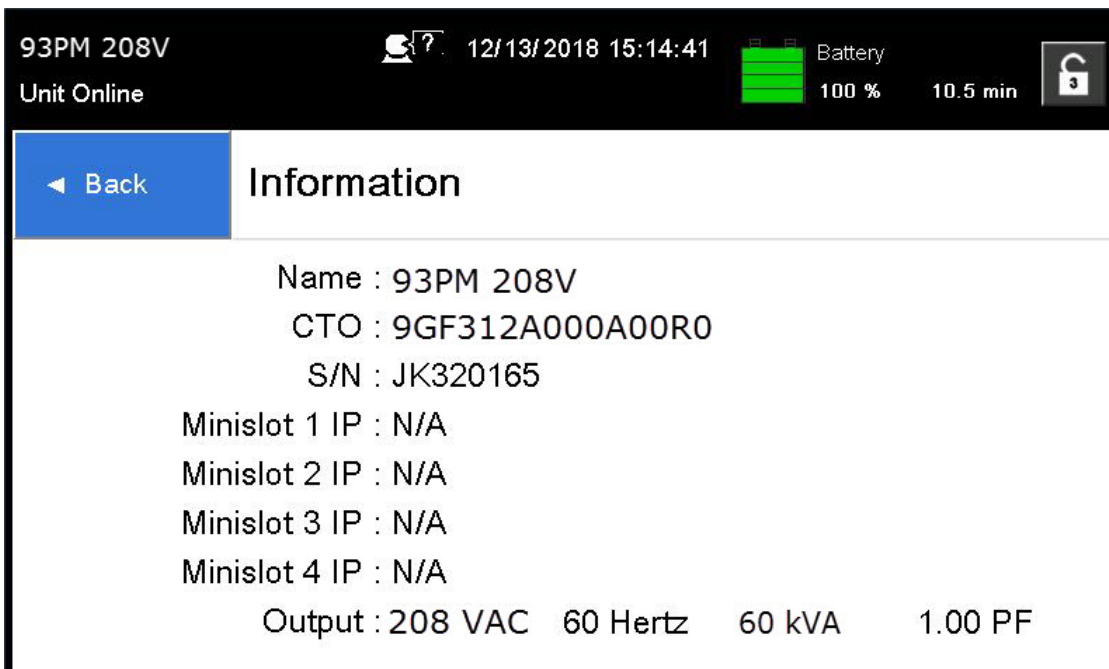 93PM 208V ? 12/13/2018 15:14:41 Battery
Unit Online 100 % 10.5 min 3
◄ Back Information
Name : 93PM 208V
CTO : 9GF312A000A00R0
S/N : JK320165
Minislot 1 IP : N/A
Minislot 2 IP : N/A
Minislot 3 IP : N/A
Minislot 4 IP : N/A
Output : 208 VAC 60 Hertz 60 kVA 1.00 PF